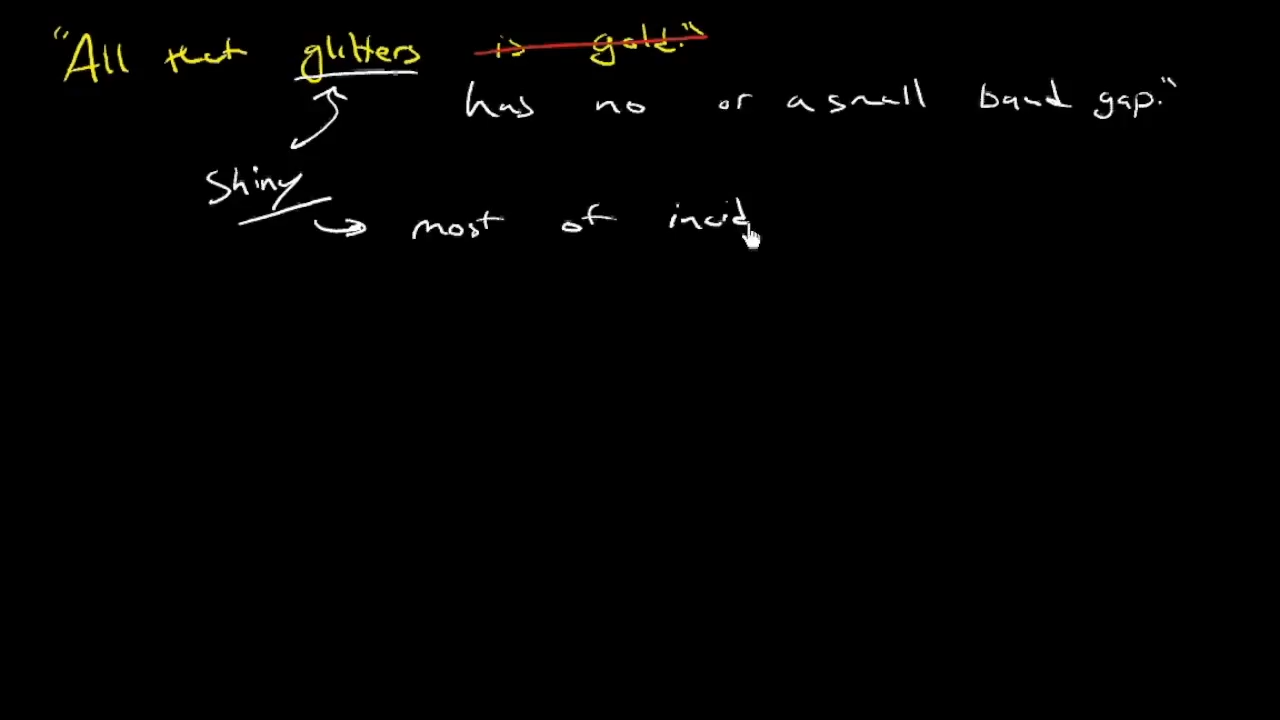 "All that glitters is gold."
has no or a small band gap."
Shiny
most of incid